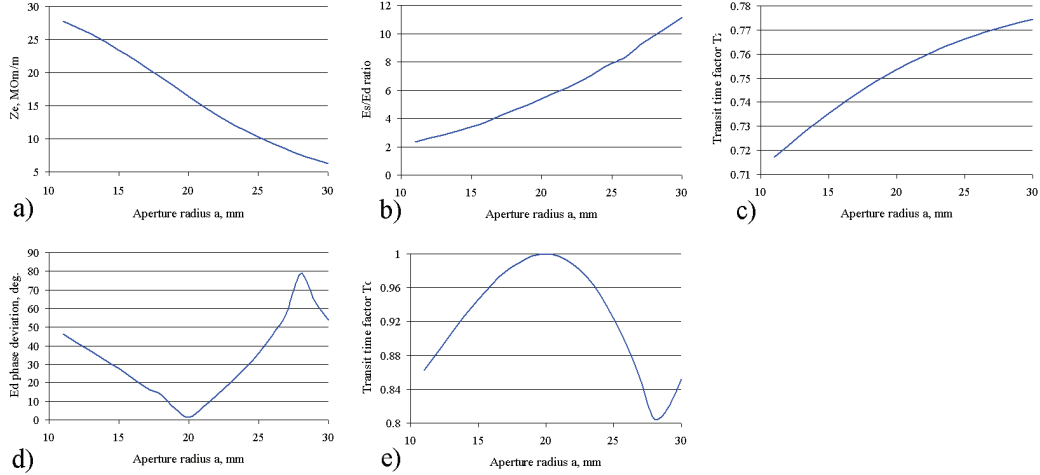 Ze, MOm/m
30
25
20
15
10
5
10 15 20 25 30
Aperture radius a, mm
a)
Es/Ed ratio
12
10
8
6
4
2
0
10 15 20 25 30
Aperture radius a, mm
b)
Transit time factor
0.78
0.77
0.76
0.75
0.74
0.73
0.72
0.71
10 15 20 25 30
Aperture radius a, mm
c)
Ed phase deviation, deg.
90
80
70
60
50
40
30
20
10
0
10 15 20 25 30
Aperture radius a, mm
d)
Transit time factor
1
0.96
0.92
0.88
0.84
0.8
10 15 20 25 30
Aperture radius a, mm
e)